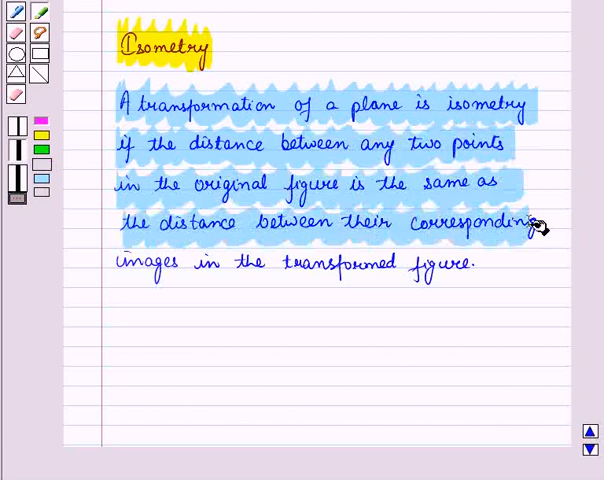 Isometry
A transformation of a plane is isometry
if the distance between any two points
in the original figure is the same as
the distance between their corresponding
images in the transformed figure.